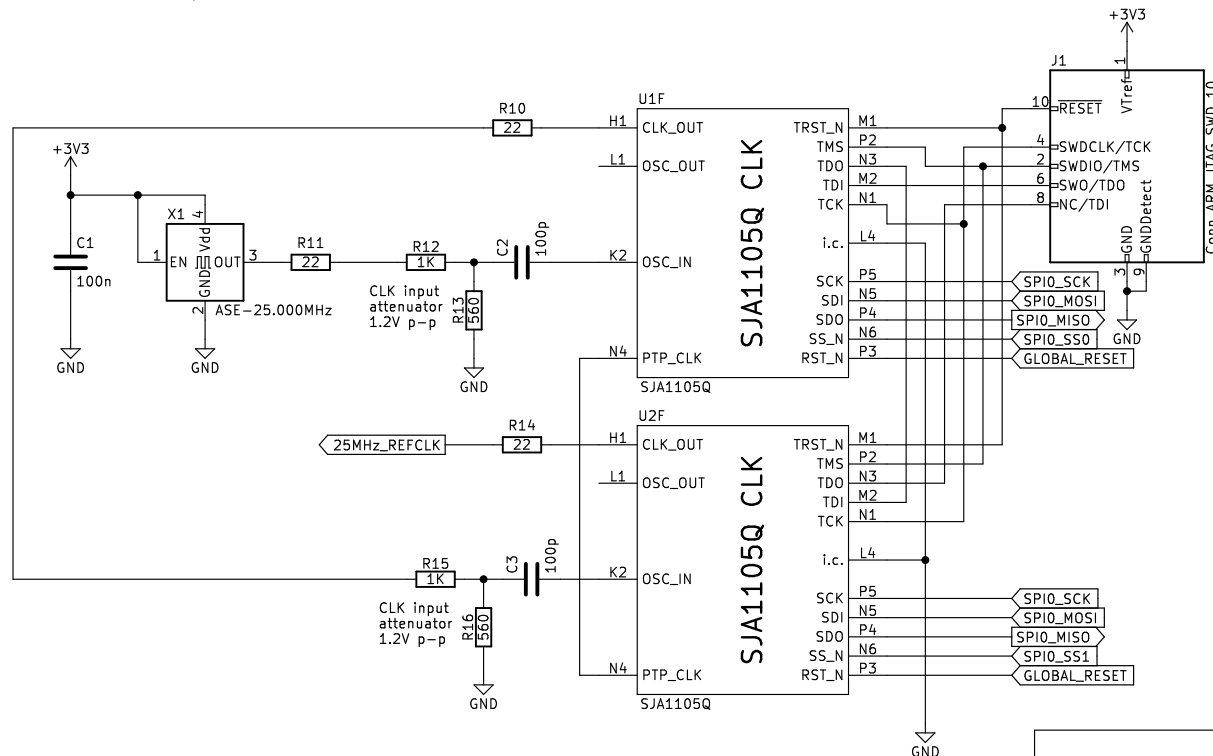 +3V3
J1
1
VTref
10 RESET
4 SWDCLK/TCK
2 SWDIO/TMS
6 SWO/TDO
8 NC/TDI
GND
GNDDetect
3
9
GND
Conn_ARM_JTAG_SWD_10
U1F
R10
22
H1 CLK_OUT
L1 OSC_OUT
K2 OSC_IN
N4 PTP_CLK
SJA1105Q CLK
TRST_N M1
TMS P2
TDO N3
TDI M2
TCK N1
i.c. L4
SCK P5 SPI0_SCK
SDI N5 SPI0_MOSI
SDO P4 SPI0_MISO
SS_N N6 SPI0_SS0
RST_N P3 GLOBAL_RESET
SJA1105Q
+3V3
C1
100n
GND
X1
4
Vdd
1 EN OUT 3
GND
2
ASE-25.000MHz
GND
R11
22
R12
1K
C2
100p
CLK input
attenuator
1.2V p-p
R13
560
GND
U2F
25MHz_REFCLK
R14
22
H1 CLK_OUT
L1 OSC_OUT
K2 OSC_IN
N4 PTP_CLK
SJA1105Q CLK
TRST_N M1
TMS P2
TDO N3
TDI M2
TCK N1
i.c. L4
SCK P5 SPI0_SCK
SDI N5 SPI0_MOSI
SDO P4 SPI0_MISO
SS_N N6 SPI0_SS1
RST_N P3 GLOBAL_RESET
SJA1105Q
R15
1K
C3
100p
CLK input
attenuator
1.2V p-p
R16
560
GND
GND